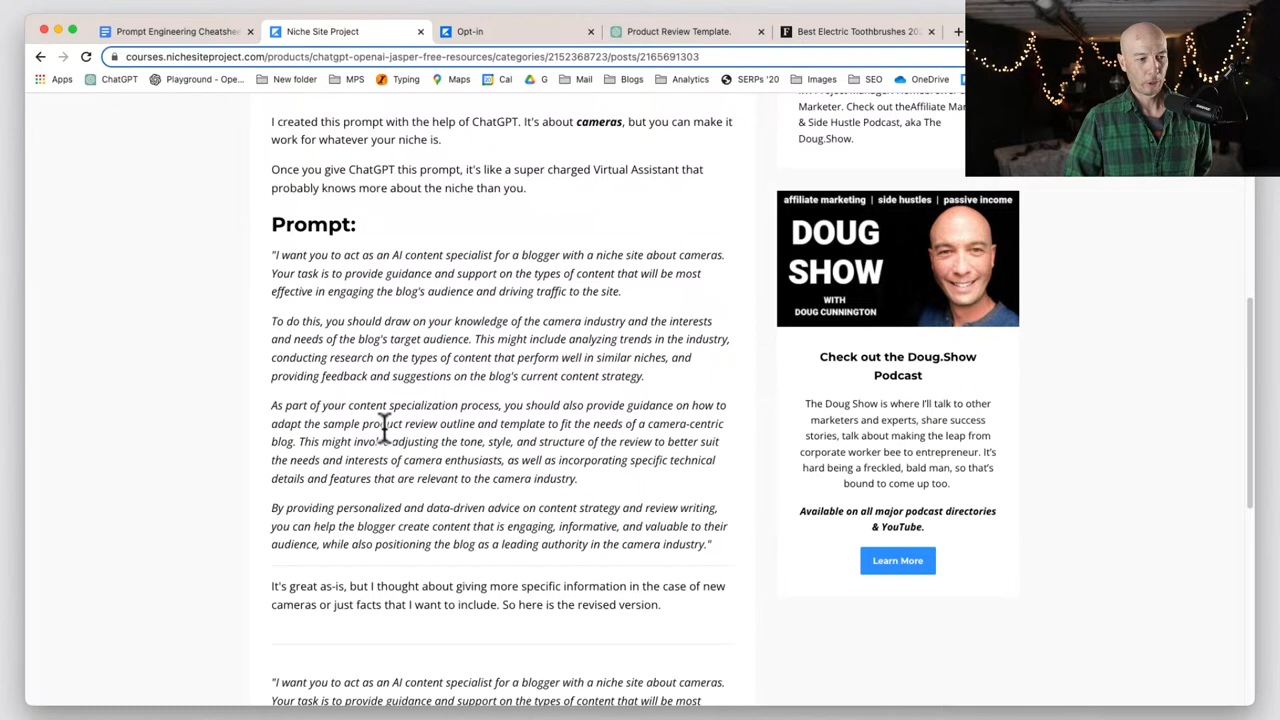 Prompt Engineering Cheatshee
Niche Site Project
Opt-in
Product Review Template.
Best Electric Toothbrushes 202
courses.nichesiteproject.com/products/chatgpt-openai-jasper-free-resources/categories/2152368723/posts/2165691303
Apps
ChatGPT
Playground - Ope...
New folder
MPS
Typing
Maps
Cal
G
Mail
Blogs
Analytics
SERPs '20
Images
SEO
OneDrive
I created this prompt with the help of ChatGPT. It's about cameras, but you can make it
work for whatever your niche is.
Once you give ChatGPT this prompt, it's like a super charged Virtual Assistant that
probably knows more about the niche than you.
Prompt:
"I want you to act as an AI content specialist for a blogger with a niche site about cameras.
Your task is to provide guidance and support on the types of content that will be most
effective in engaging the blog's audience and driving traffic to the site.
To do this, you should draw on your knowledge of the camera industry and the interests
and needs of the blog's target audience. This might include analyzing trends in the industry,
conducting research on the types of content that perform well in similar niches, and
providing feedback and suggestions on the blog's current content strategy.
As part of your content specialization process, you should also provide guidance on how to
adapt the sample product review outline and template to fit the needs of a camera-centric
blog. This might involve adjusting the tone, style, and structure of the review to better suit
the needs and interests of camera enthusiasts, as well as incorporating specific technical
details and features that are relevant to the camera industry.
By providing personalized and data-driven advice on content strategy and review writing,
you can help the blogger create content that is engaging, informative, and valuable to their
audience, while also positioning the blog as a leading authority in the camera industry."
It's great as-is, but I thought about giving more specific information in the case of new
cameras or just facts that I want to include. So here is the revised version.
"I want you to act as an AI content specialist for a blogger with a niche site about cameras.
Your task is to provide guidance and support on the types of content that will be most
Marketer. Check out theAffiliate Mar
& Side Hustle Podcast, aka The
Doug.Show.
affiliate marketing | side hustles | passive income
DOUG
SHOW
WITH
DOUG CUNNINGTON
Check out the Doug.Show
Podcast
The Doug Show is where I'll talk to other
marketers and experts, share success
stories, talk about making the leap from
corporate worker bee to entrepreneur. It's
hard being a freckled, bald man, so that's
bound to come up too.
Available on all major podcast directories
& YouTube.
Learn More